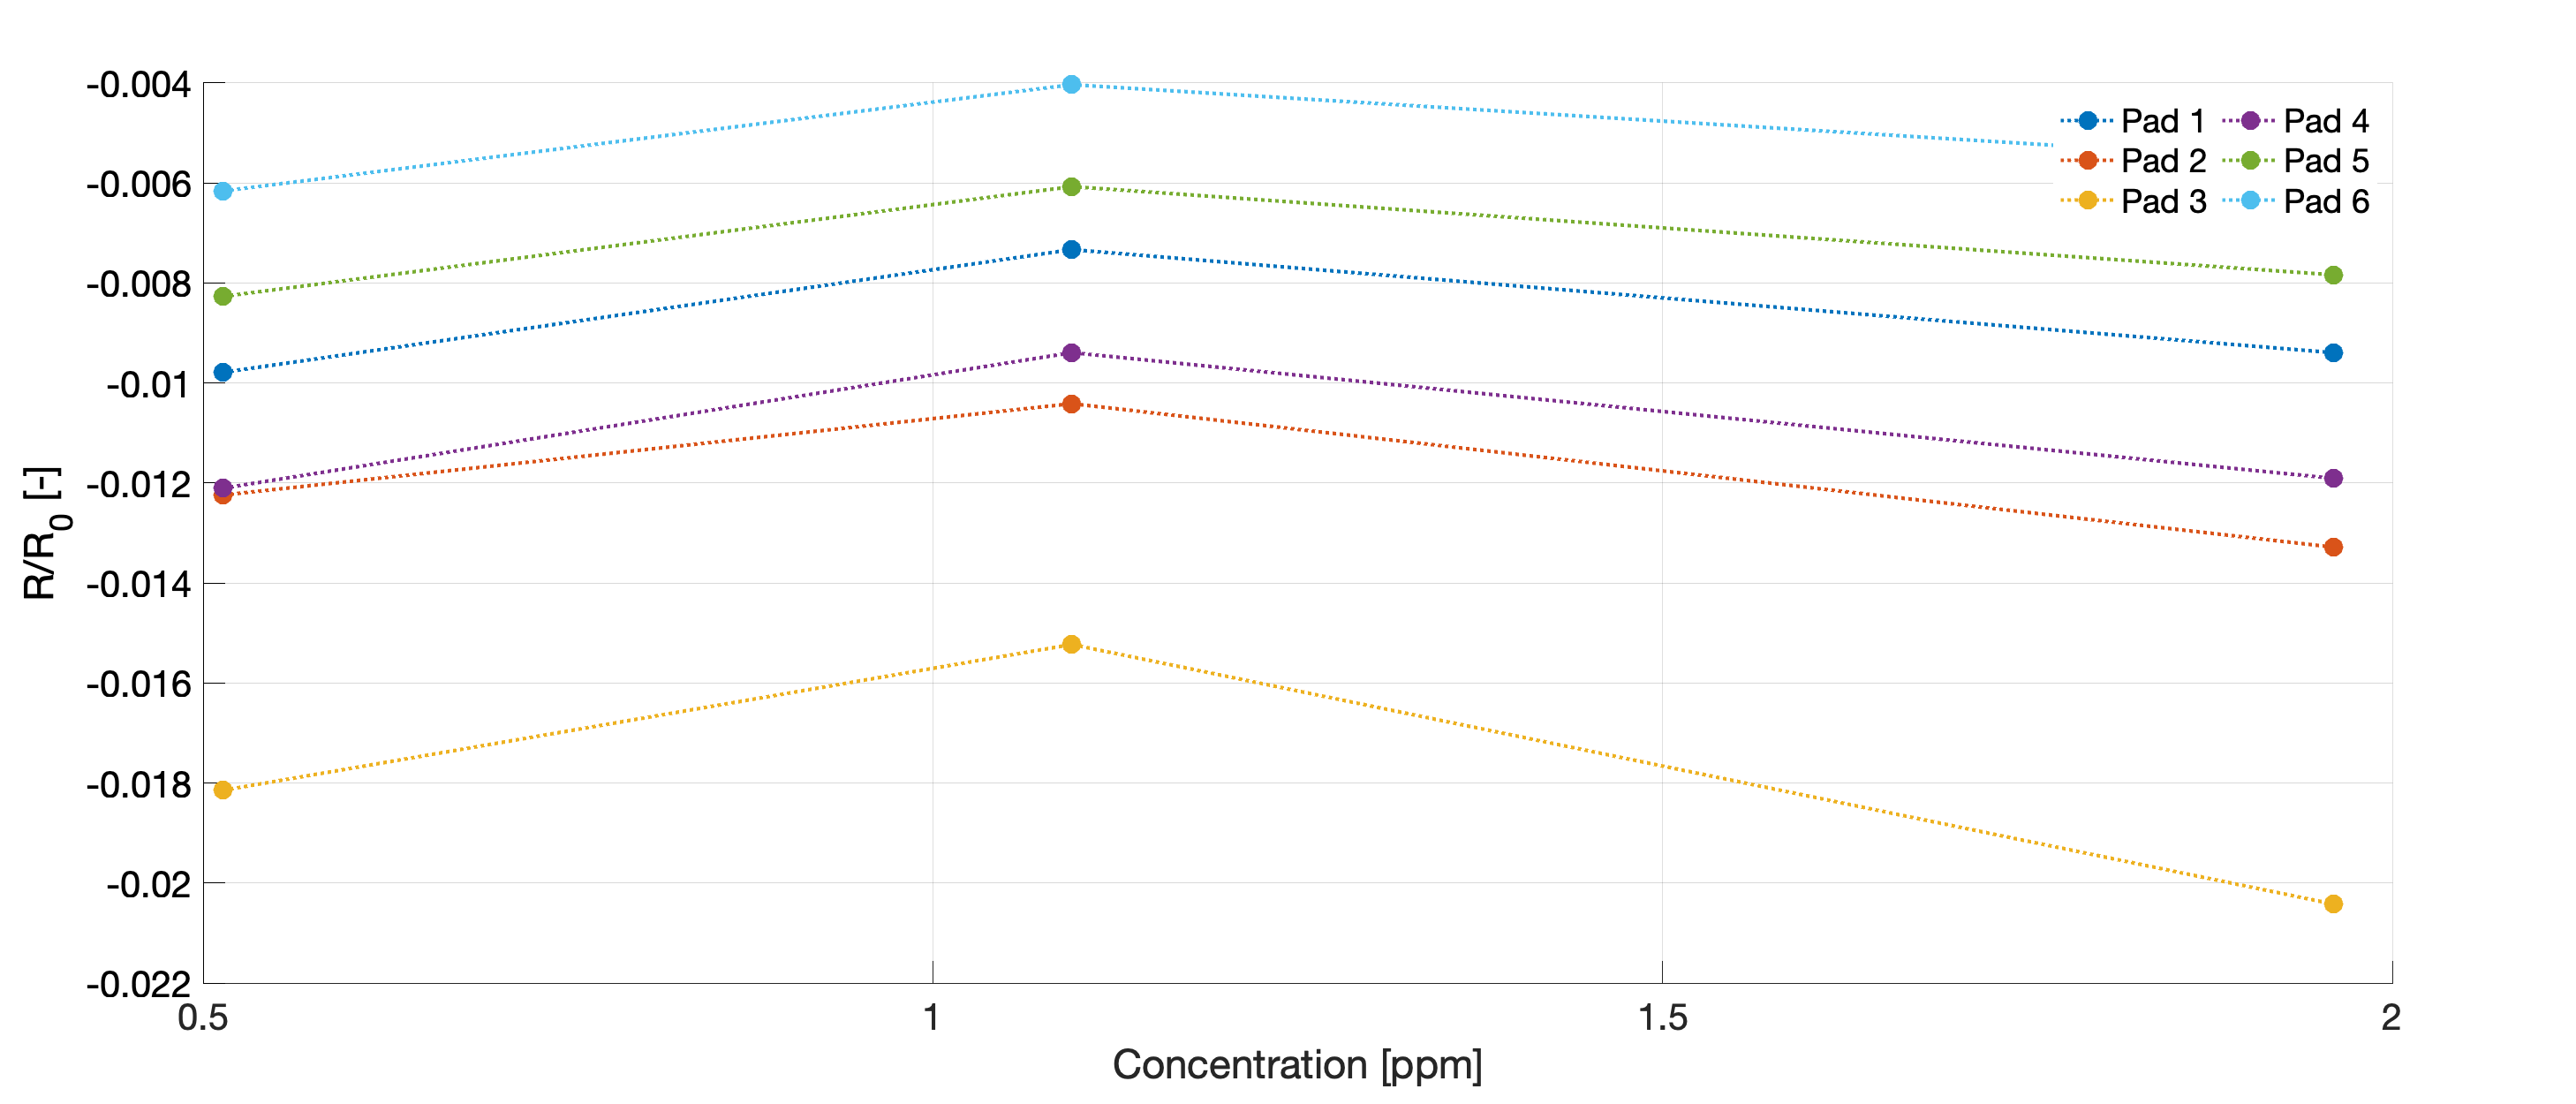 -0.004
-0.006
-0.008
-0.01
-0.012
-0.014
-0.016
-0.018
-0.02
-0.022
R/R0 [-]
0.5 1 1.5 2
Concentration [ppm]
Pad 1 Pad 4
Pad 2 Pad 5
Pad 3 Pad 6